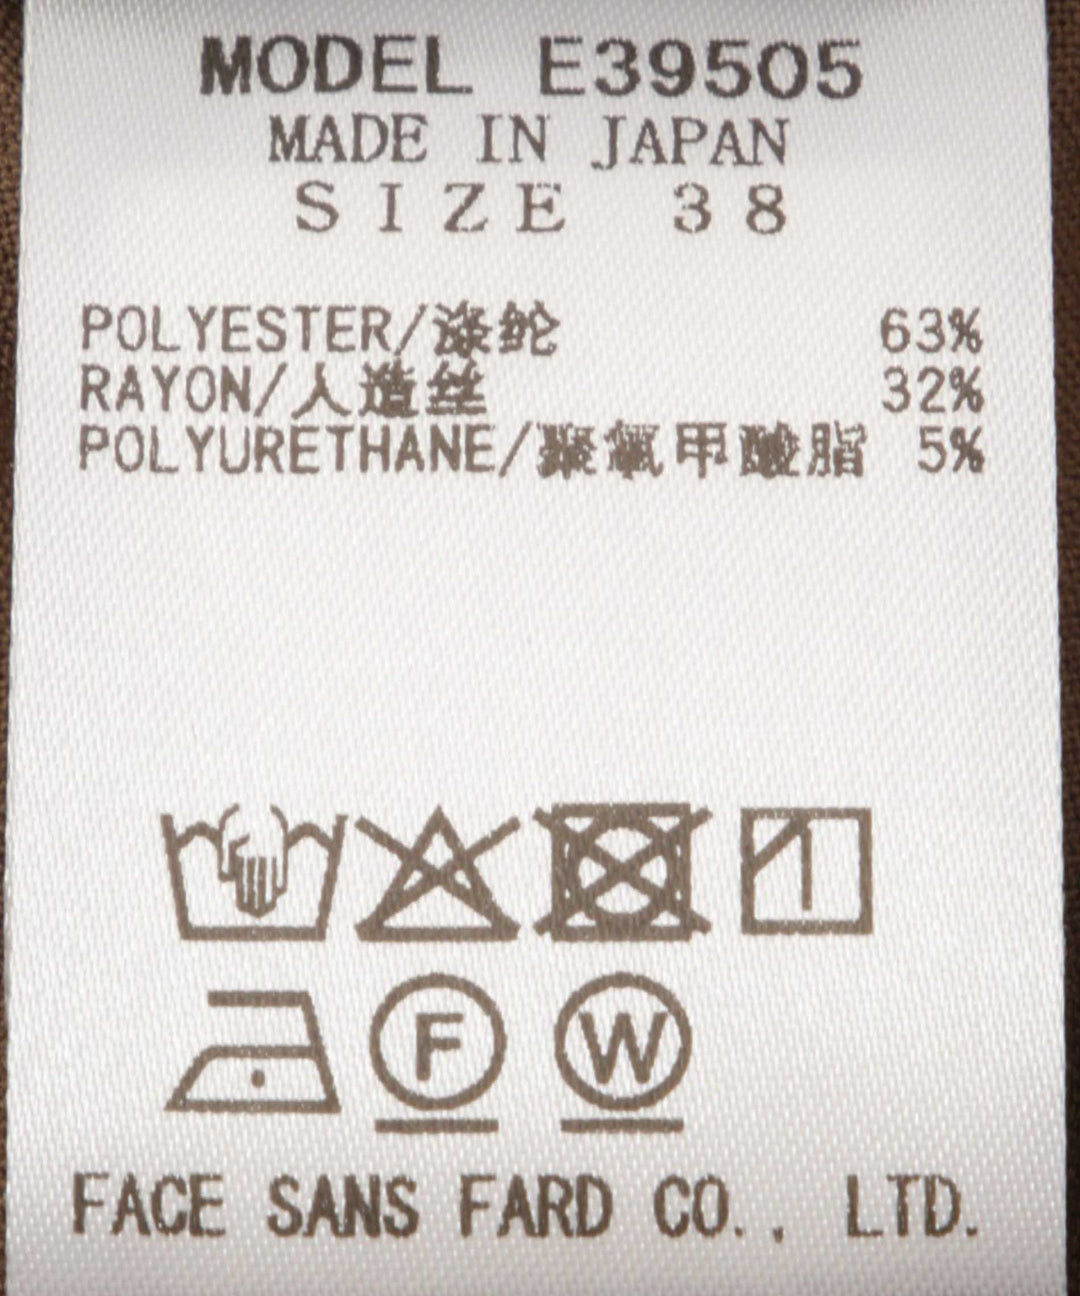 MODEL E39505
MADE IN JAPAN
SIZE 38
POLYESTER/涤纶 63%
RAYON/人造丝 32%
POLYURETHANE/聚氨甲酸脂 5%
F W
FACE SANS FARD CO., LTD.